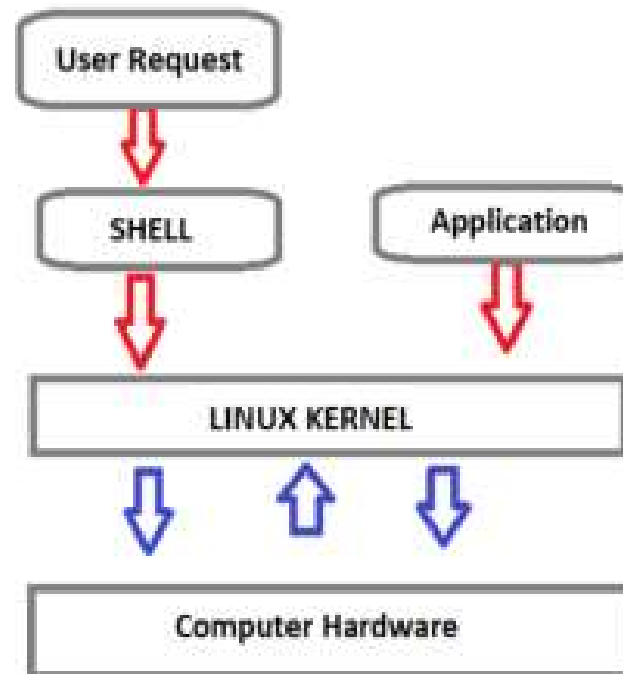 User Request
SHELL
Application
LINUX KERNEL
Computer Hardware